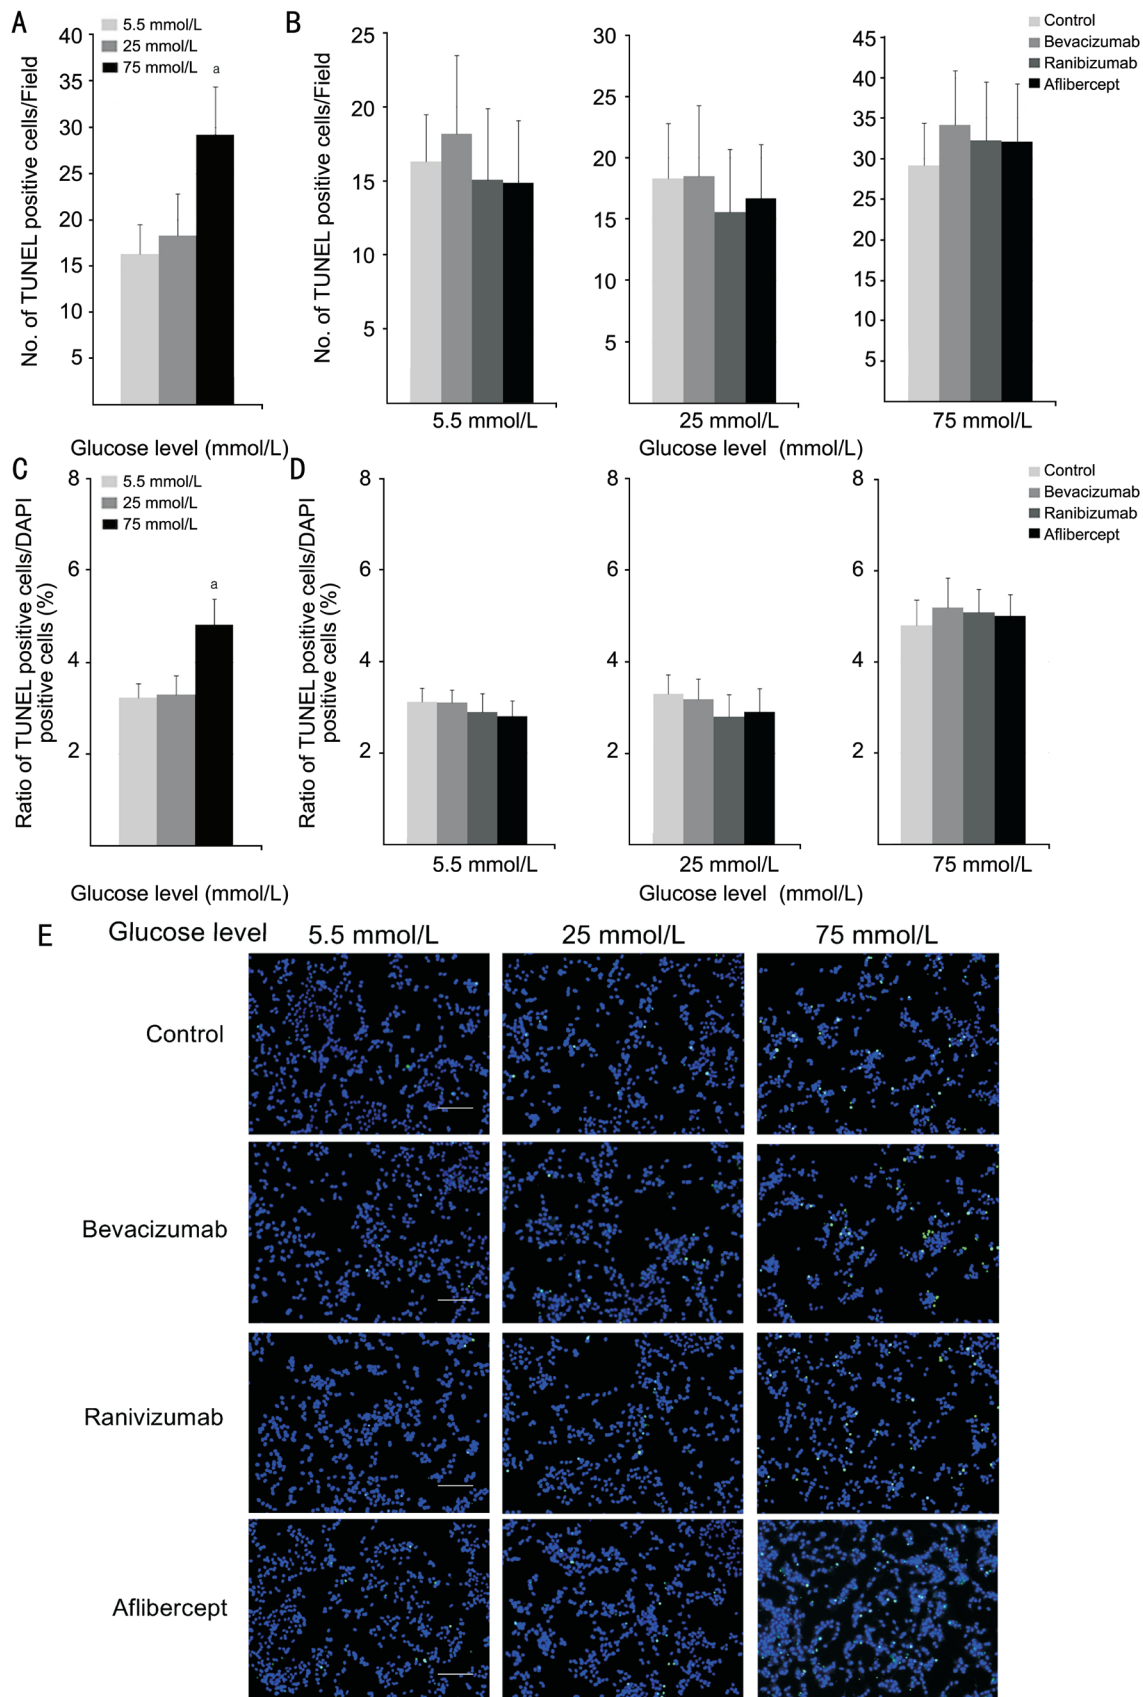 A
5.5 mmol/L
25 mmol/L
75 mmol/L
No. of TUNEL positive cells/Field
40
35
30
25
20
15
10
5
a
Glucose level (mmol/L)
B
No. of TUNEL positive cells/Field
25
20
15
10
5
5.5 mmol/L
30
25
20
15
10
5
25 mmol/L
45
40
35
30
25
20
15
10
5
75 mmol/L
Control
Bevacizumab
Ranibizumab
Aflibercept
Glucose level (mmol/L)
C
5.5 mmol/L
25 mmol/L
75 mmol/L
Ratio of TUNEL positive cells/DAPI
positive cells (%)
8
6
4
2
a
Glucose level (mmol/L)
D
Ratio of TUNEL positive cells/DAPI
positive cells (%)
8
6
4
2
5.5 mmol/L
8
6
4
2
25 mmol/L
8
6
4
2
75 mmol/L
Control
Bevacizumab
Ranibizumab
Aflibercept
Glucose level (mmol/L)
E
Glucose level 5.5 mmol/L 25 mmol/L 75 mmol/L
Control
Bevacizumab
Ranivizumab
Aflibercept